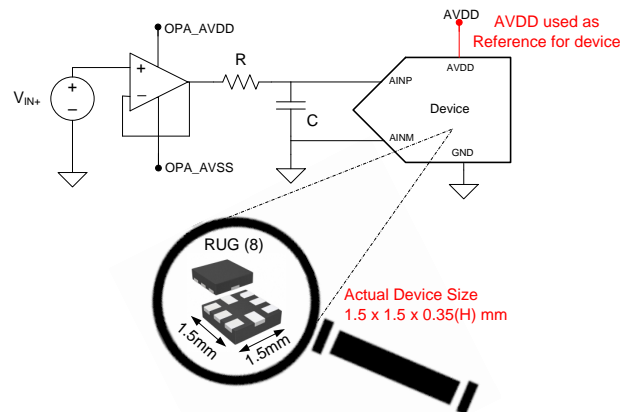 OPA_AVDD
AVDD
AVDD used as
Reference for device
R
AVDD
+
+
AINP
VIN+
Device
−
−
C
AINM
OPA_AVSS
GND
RUG (8)
Actual Device Size
1.5 x 1.5 x 0.35(H) mm
1.5mm
1.5mm